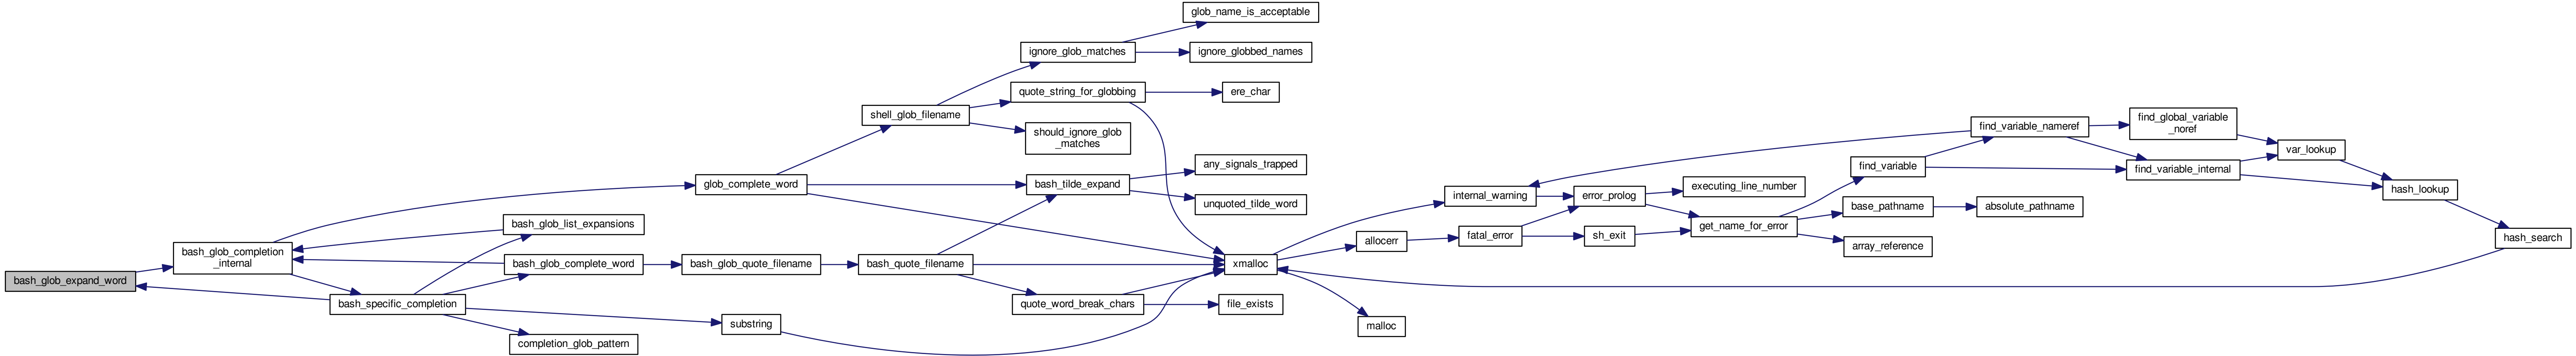 glob_name_is_acceptable
ignore_glob_matches
ignore_globbed_names
quote_string_for_globbing
ere_char
shell_glob_filename
should_ignore_glob
_matches
find_global_variable
_noref
find_variable_nameref
var_lookup
any_signals_trapped
find_variable
find_variable_internal
glob_complete_word
bash_tilde_expand
executing_line_number
hash_lookup
internal_warning
error_prolog
unquoted_tilde_word
base_pathname
absolute_pathname
bash_glob_list_expansions
get_name_for_error
fatal_error
sh_exit
allocerr
array_reference
hash_search
bash_glob_completion
_internal
bash_glob_complete_word
bash_glob_quote_filename
bash_quote_filename
xmalloc
bash_glob_expand_word
bash_specific_completion
quote_word_break_chars
file_exists
substring
malloc
completion_glob_pattern